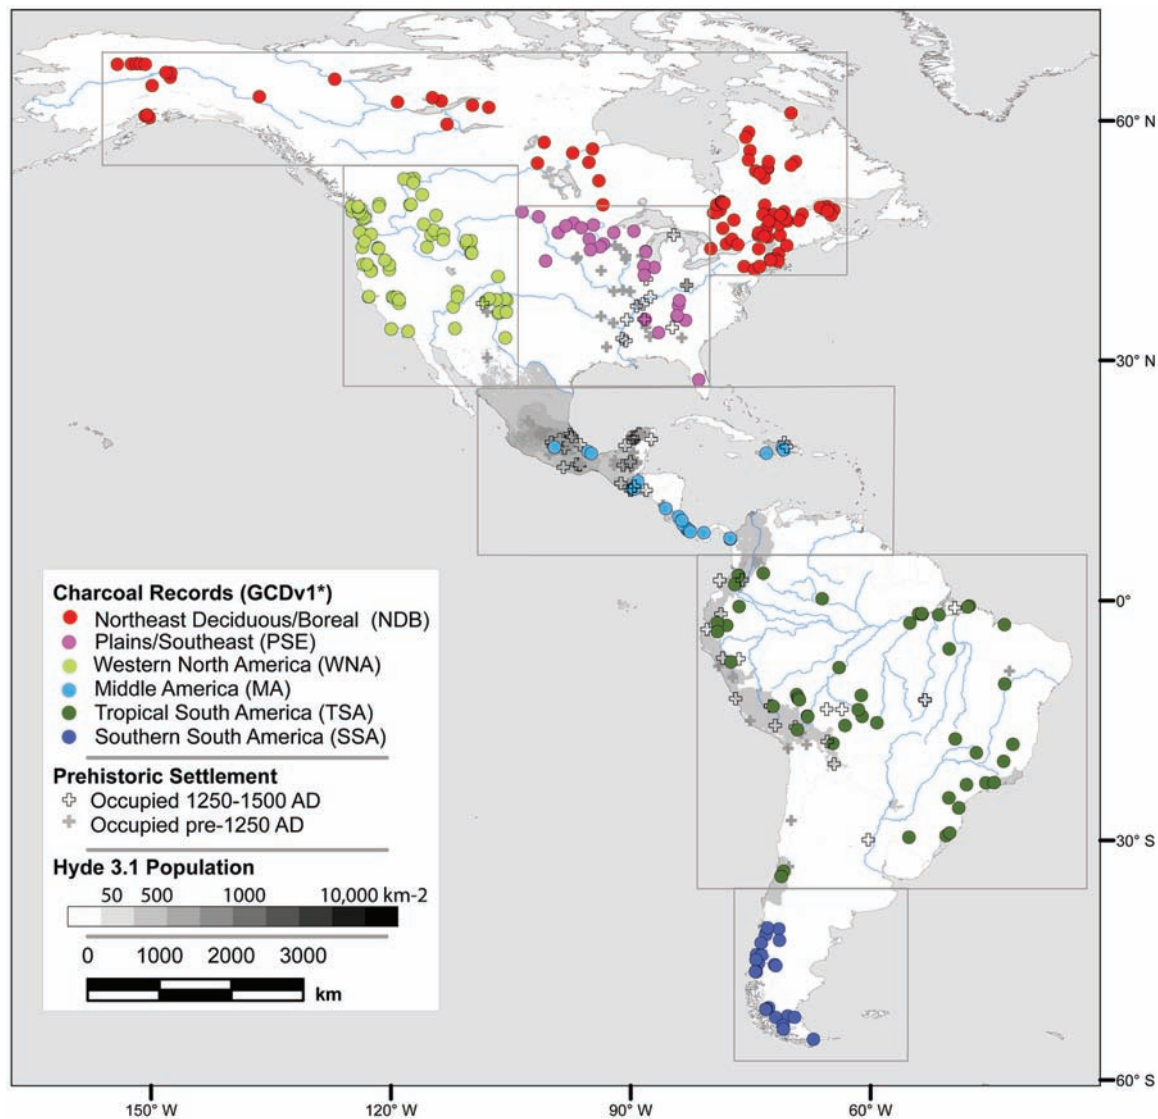 60° N
30° N
0°
30° S
60° S
Charcoal Records (GCDv1*)
Northeast Deciduous/Boreal (NDB)
Plains/Southeast (PSE)
Western North America (WNA)
Middle America (MA)
Tropical South America (TSA)
Southern South America (SSA)
Prehistoric Settlement
Occupied 1250-1500 AD
Occupied pre-1250 AD
Hyde 3.1 Population
50 500 1000 10,000 km-2
0 1000 2000 3000
km
150° W 120° W 90° W 60° W